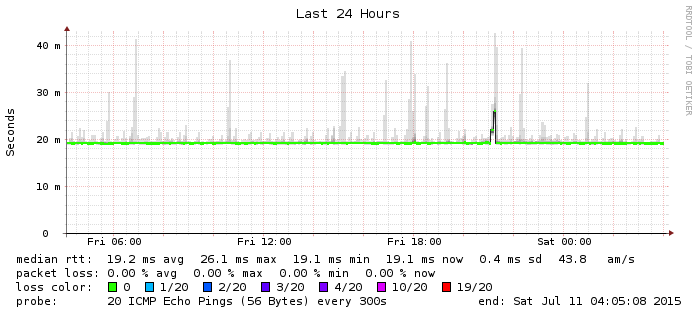 Last 24 Hours
RRDTOOL / TOBI OETIKER
Seconds
40 m
30 m
20 m
10 m
0
Fri 06:00 Fri 12:00 Fri 18:00 Sat 00:00
median rtt: 19.2 ms avg 26.1 ms max 19.1 ms min 19.1 ms now 0.4 ms sd 43.8 am/s
packet loss: 0.00 % avg 0.00 % max 0.00 % min 0.00 % now
loss color: 0 1/20 2/20 3/20 4/20 10/20 19/20
probe: 20 ICMP Echo Pings (56 Bytes) every 300s end: Sat Jul 11 04:05:08 2015